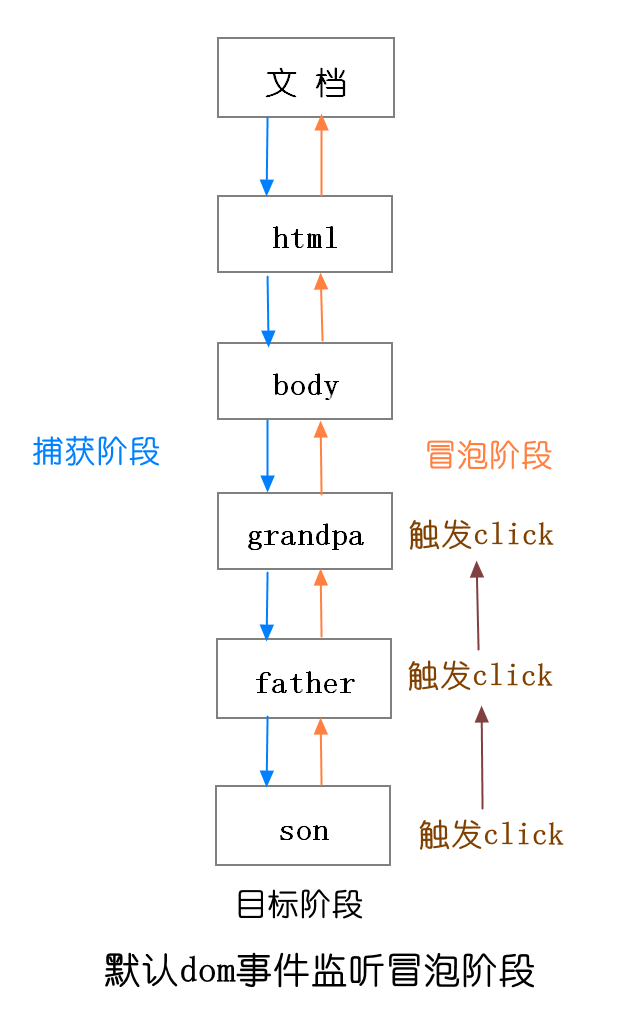 文 档
html
body
捕获阶段
冒泡阶段
grandpa
触发click
father
触发click
son
触发click
目标阶段
默认dom事件监听冒泡阶段